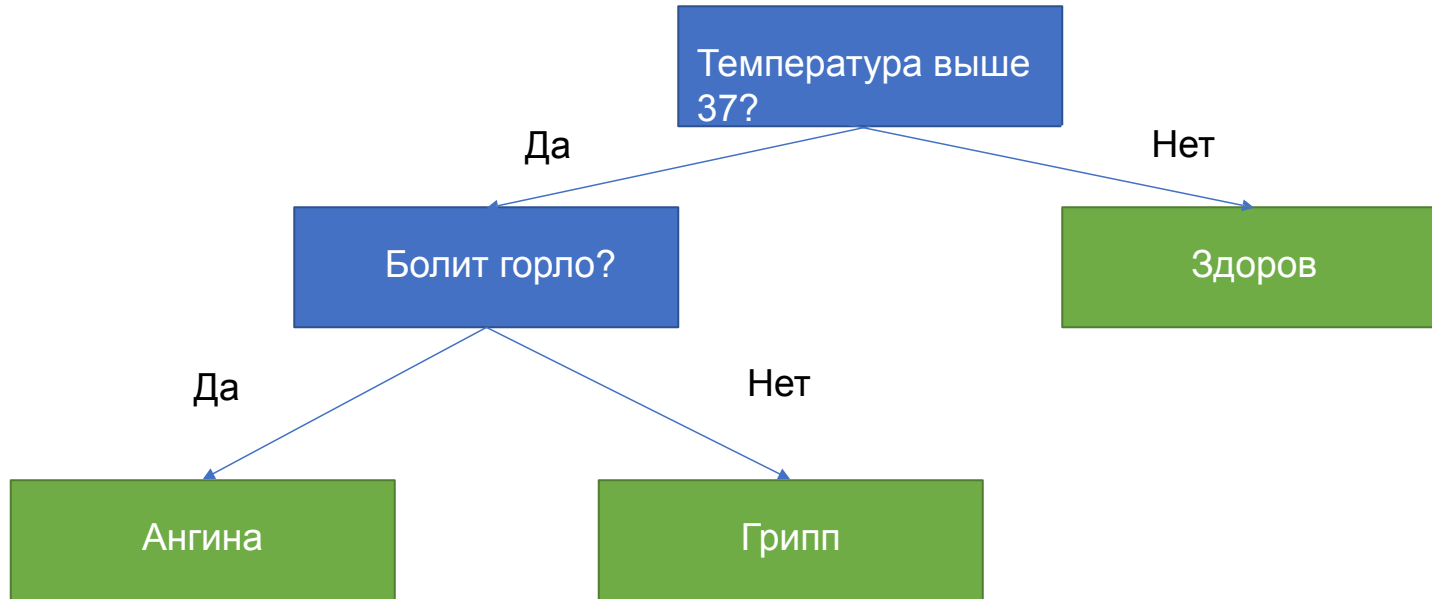 Температура выше
37?
Да
Нет
Болит горло?
Здоров
Да
Нет
Ангина
Грипп